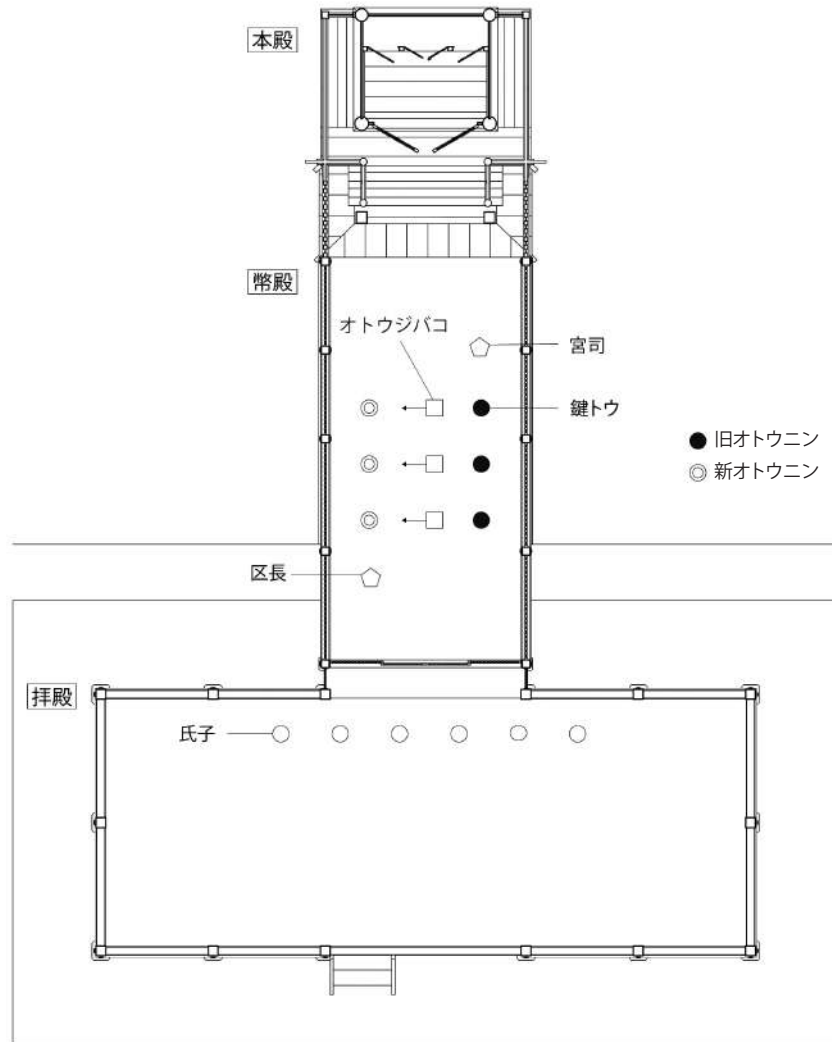 本殿
幣殿
オトウジバコ
宮司
鍵トウ
旧オトウニン
新オトウニン
区長
拝殿
氏子